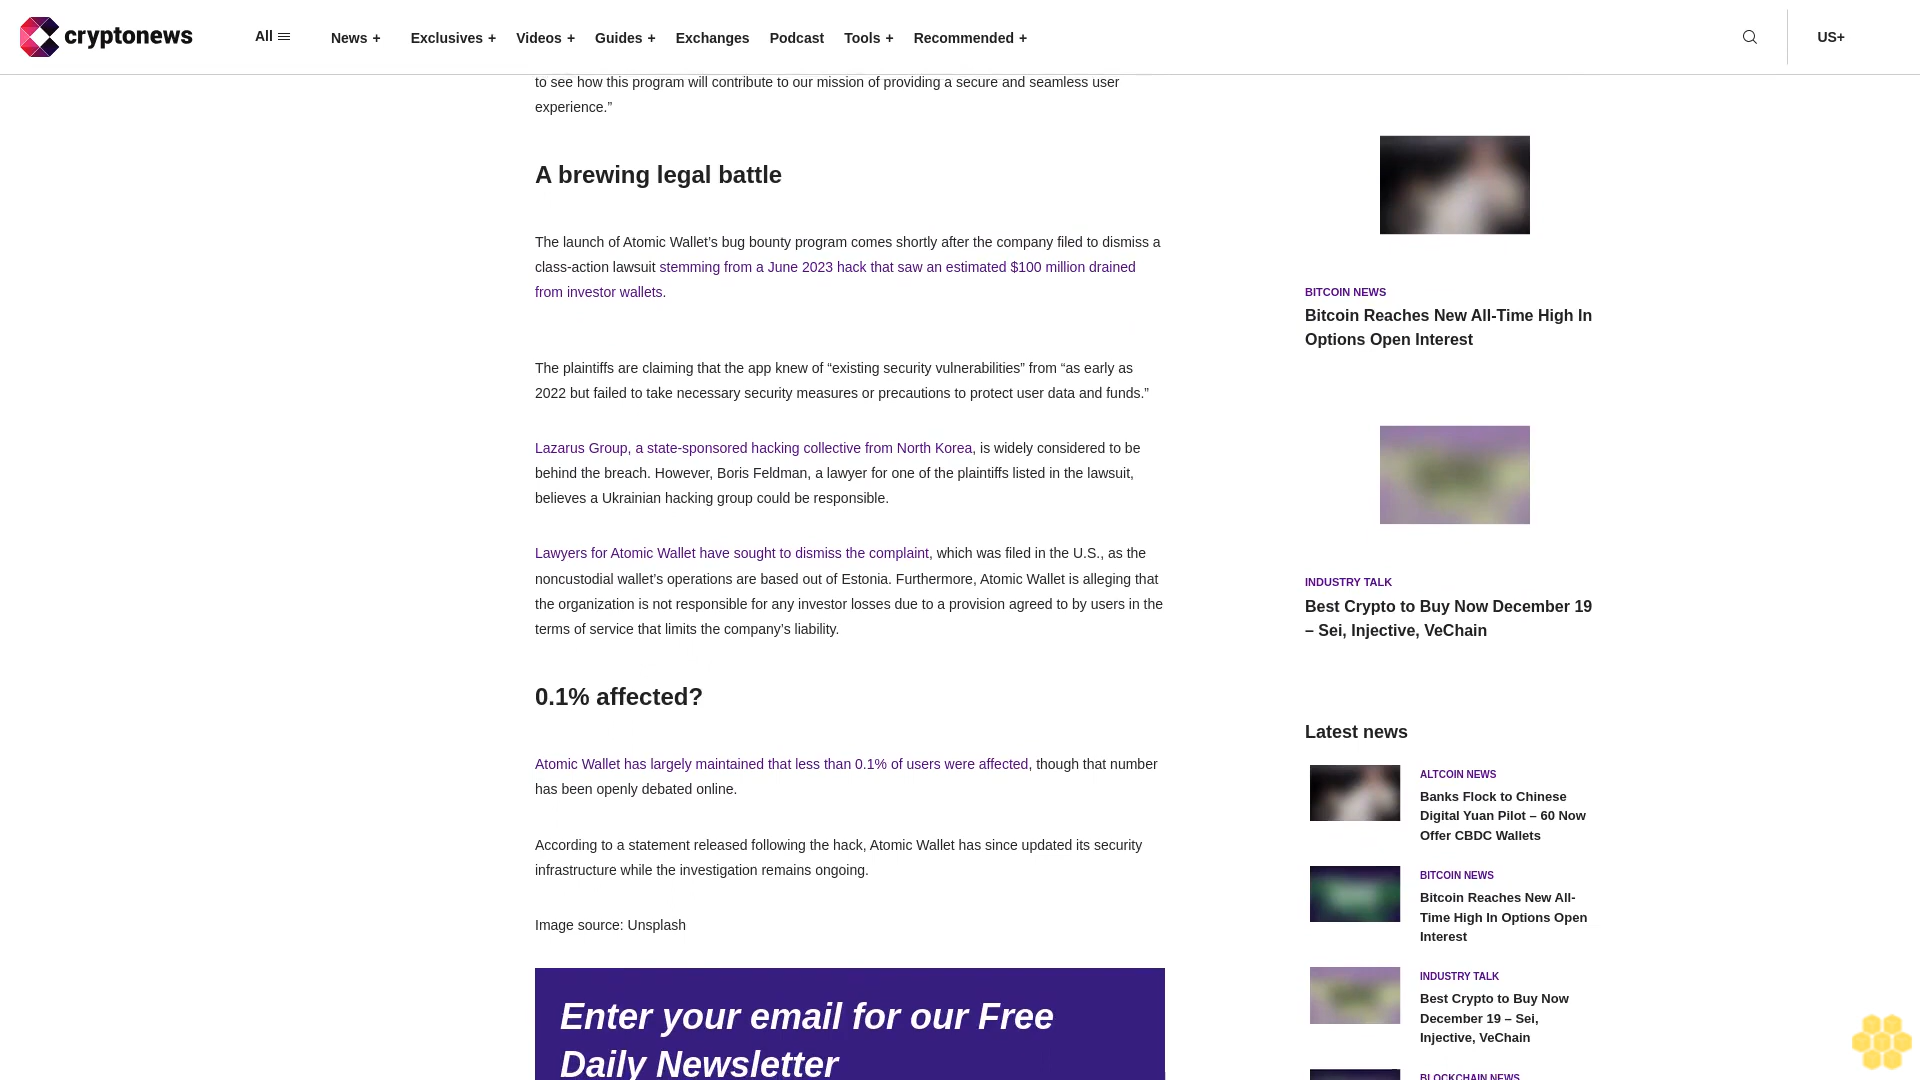 cryptonews
All
News +
Exclusives +
Videos +
Guides +
Exchanges
Podcast
Tools +
Recommended +
US+
to see how this program will contribute to our mission of providing a secure and seamless user
experience.”
A brewing legal battle
The launch of Atomic Wallet’s bug bounty program comes shortly after the company filed to dismiss a
class-action lawsuit stemming from a June 2023 hack that saw an estimated $100 million drained
from investor wallets.
The plaintiffs are claiming that the app knew of “existing security vulnerabilities” from “as early as
2022 but failed to take necessary security measures or precautions to protect user data and funds.”
Lazarus Group, a state-sponsored hacking collective from North Korea, is widely considered to be
behind the breach. However, Boris Feldman, a lawyer for one of the plaintiffs listed in the lawsuit,
believes a Ukrainian hacking group could be responsible.
Lawyers for Atomic Wallet have sought to dismiss the complaint, which was filed in the U.S., as the
noncustodial wallet’s operations are based out of Estonia. Furthermore, Atomic Wallet is alleging that
the organization is not responsible for any investor losses due to a provision agreed to by users in the
terms of service that limits the company’s liability.
0.1% affected?
Atomic Wallet has largely maintained that less than 0.1% of users were affected, though that number
has been openly debated online.
According to a statement released following the hack, Atomic Wallet has since updated its security
infrastructure while the investigation remains ongoing.
Image source: Unsplash
Enter your email for our Free
Daily Newsletter
BITCOIN NEWS
Bitcoin Reaches New All-Time High In
Options Open Interest
INDUSTRY TALK
Best Crypto to Buy Now December 19
– Sei, Injective, VeChain
Latest news
ALTCOIN NEWS
Banks Flock to Chinese
Digital Yuan Pilot – 60 Now
Offer CBDC Wallets
BITCOIN NEWS
Bitcoin Reaches New All-
Time High In Options Open
Interest
INDUSTRY TALK
Best Crypto to Buy Now
December 19 – Sei,
Injective, VeChain
BLOCKCHAIN NEWS